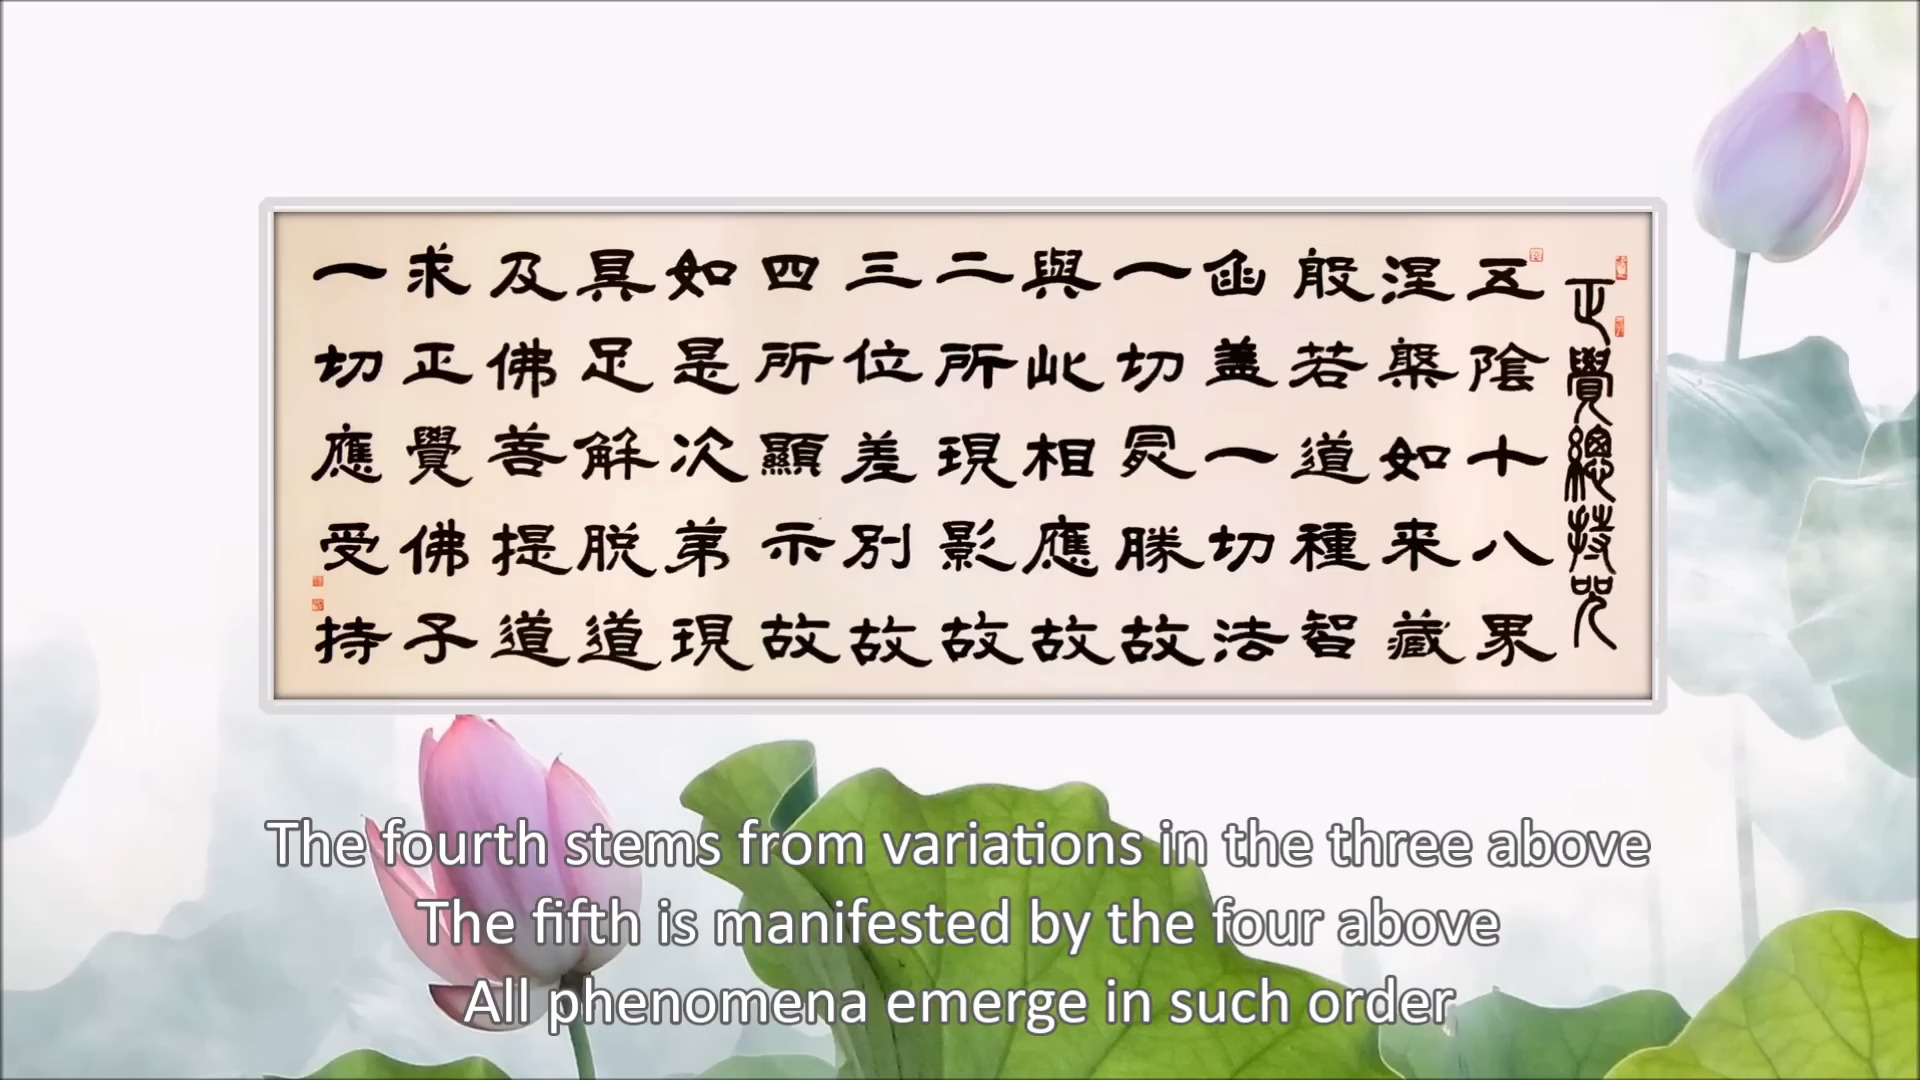 正覺總持咒
五陰十八界
涅槃如来藏
般若道種智
函蓋一切法
一切最勝故
與此相應故
二所現影故
三位差別故
四所顯示故
如是次第現
具足解脱道
及佛菩提道
求正覺佛子
一切應受持
The fourth stems from variations in the three above
The fifth is manifested by the four above
All phenomena emerge in such order